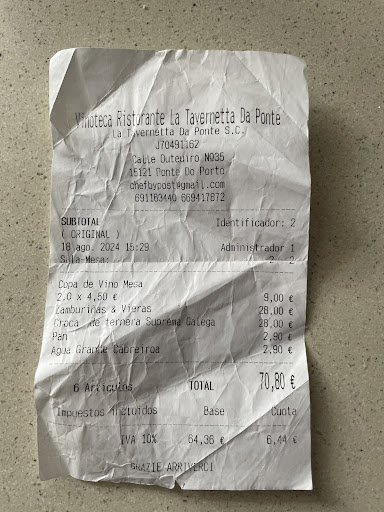 Vinoteca Ristorante La Tavernetta Da Ponte
La Tavernetta Da Ponte S.C.
J70491162
Calle Outeuiro Nº35
15121 Ponte Do Porto
chefbypost@gmail.com
691163440 669417872
SUBTOTAL Identificador: 2
( ORIGINAL )
18 ago. 2024 15:29 Administrador 1
Sala-Mesa: 2 2
Copa de Vino Mesa
2.0 x 4,50 € 9,00 €
Zamburiñas & Vieras 28,00 €
Croca de ternera Suprema Galega 28,00 €
Pan 2,90 €
Agua Grande Cabreiroa 2,90 €
6 Artículos TOTAL 70,80 €
Impuestos incluidos Base Cuota
IVA 10% 64,36 € 6,44 €
GRAZIE ARRIVERCI